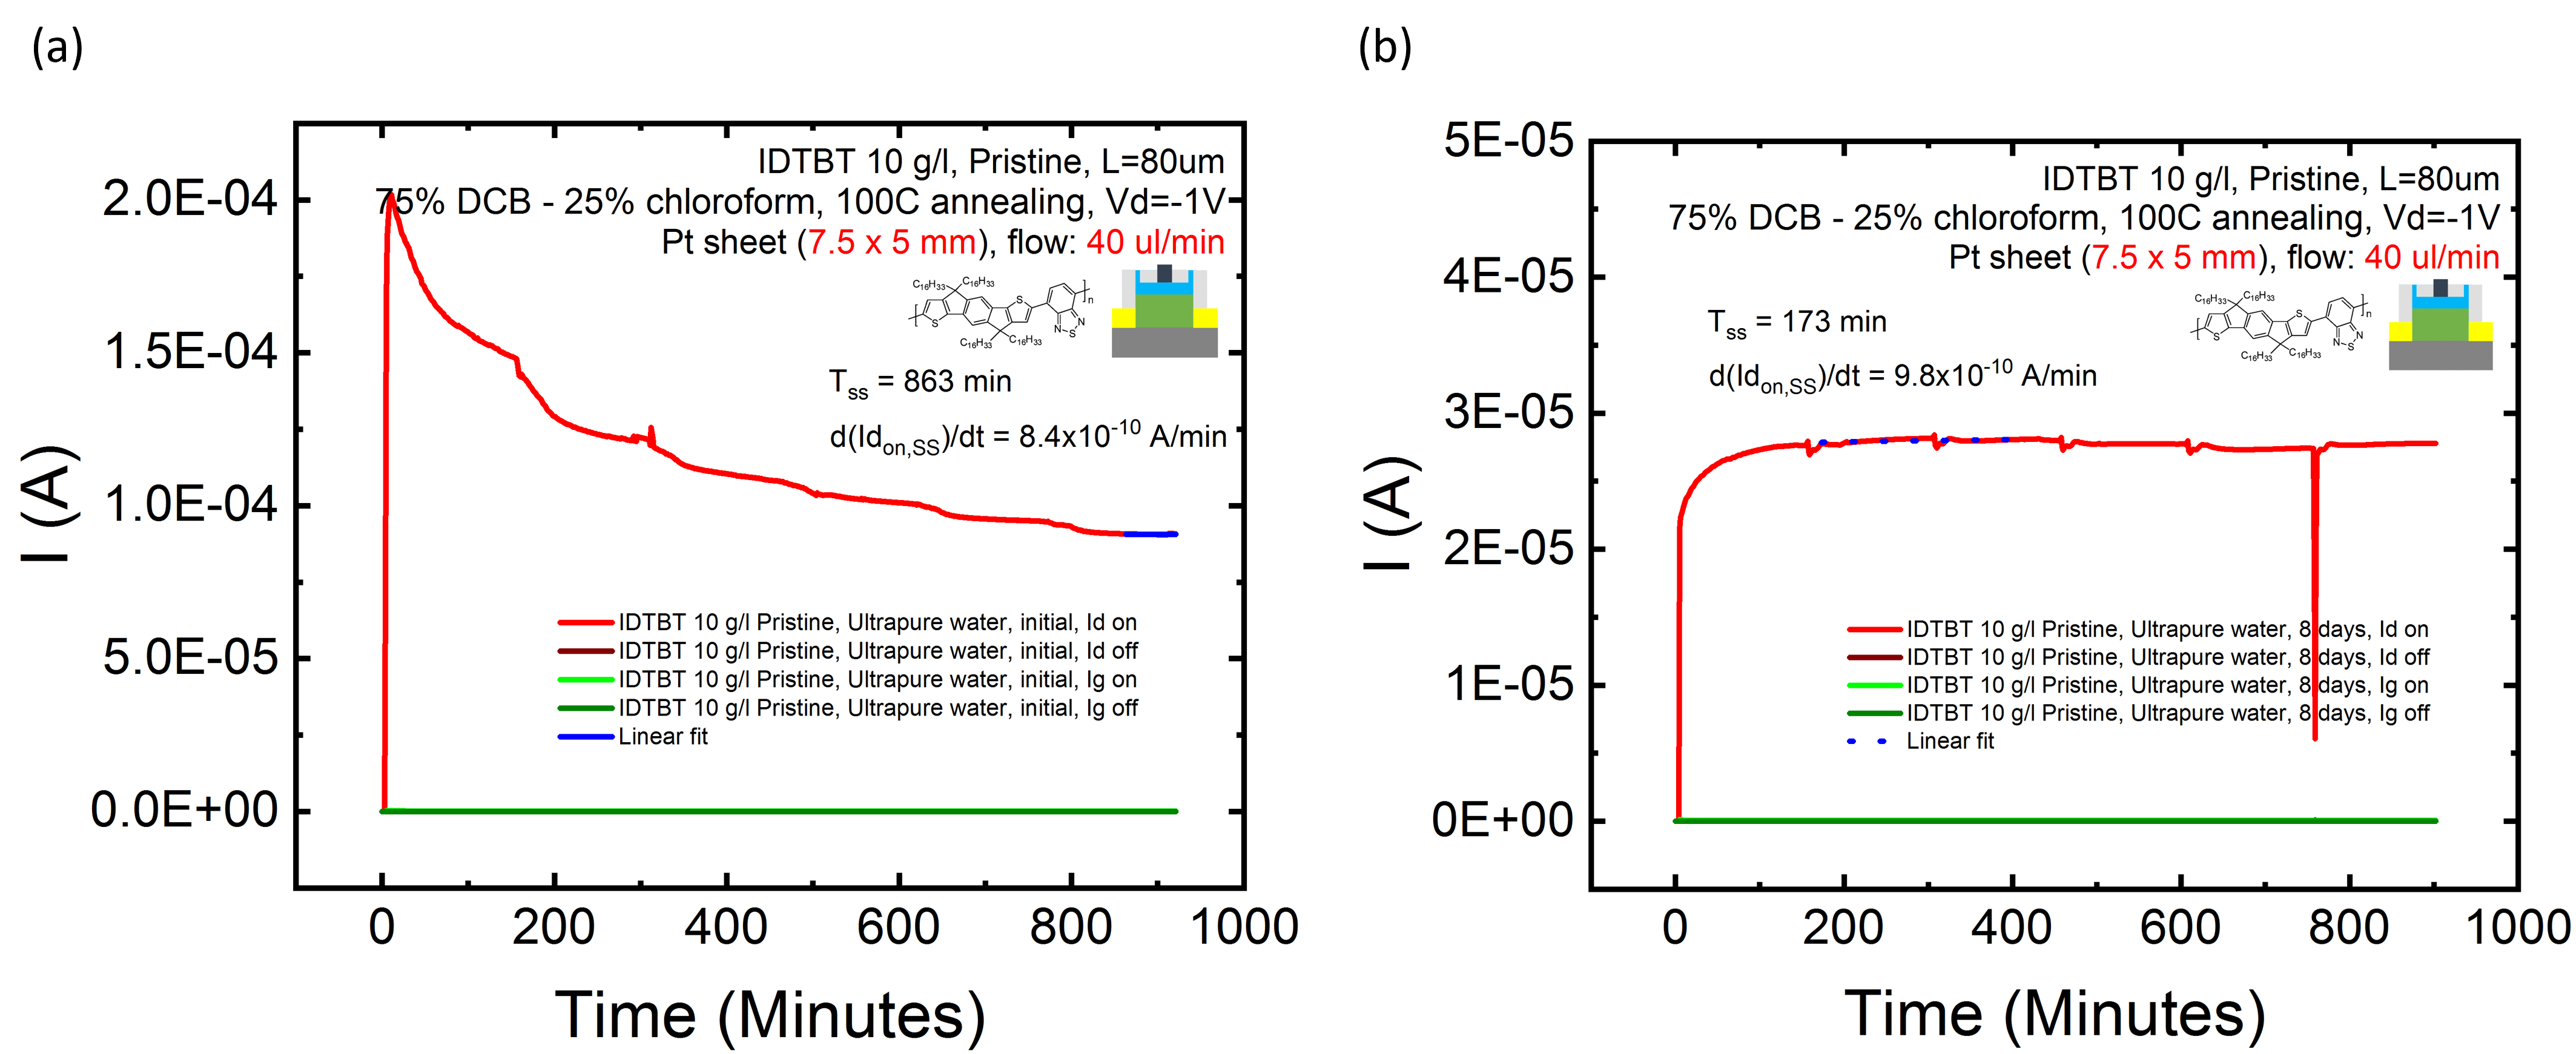 (a)
IDTBT 10 g/l, Pristine, L=80um
75% DCB - 25% chloroform, 100C annealing, Vd=-1V
Pt sheet (7.5 x 5 mm), flow: 40 ul/min
C16H33 C16H33
S
S
n
N S N
C16H33 C16H33
Tss = 863 min
d(Idon,SS)/dt = 8.4x10-10 A/min
IDTBT 10 g/l Pristine, Ultrapure water, initial, Id on
IDTBT 10 g/l Pristine, Ultrapure water, initial, Id off
IDTBT 10 g/l Pristine, Ultrapure water, initial, Ig on
IDTBT 10 g/l Pristine, Ultrapure water, initial, Ig off
Linear fit
2.0E-04
1.5E-04
1.0E-04
5.0E-05
0.0E+00
I (A)
0 200 400 600 800 1000
Time (Minutes)
(b)
IDTBT 10 g/l, Pristine, L=80um
75% DCB - 25% chloroform, 100C annealing, Vd=-1V
Pt sheet (7.5 x 5 mm), flow: 40 ul/min
C16H33 C16H33
S
S
n
N S N
C16H33 C16H33
Tss = 173 min
d(Idon,SS)/dt = 9.8x10-10 A/min
IDTBT 10 g/l Pristine, Ultrapure water, 8 days, Id on
IDTBT 10 g/l Pristine, Ultrapure water, 8 days, Id off
IDTBT 10 g/l Pristine, Ultrapure water, 8 days, Ig on
IDTBT 10 g/l Pristine, Ultrapure water, 8 days, Ig off
Linear fit
5E-05
4E-05
3E-05
2E-05
1E-05
0E+00
I (A)
0 200 400 600 800 1000
Time (Minutes)